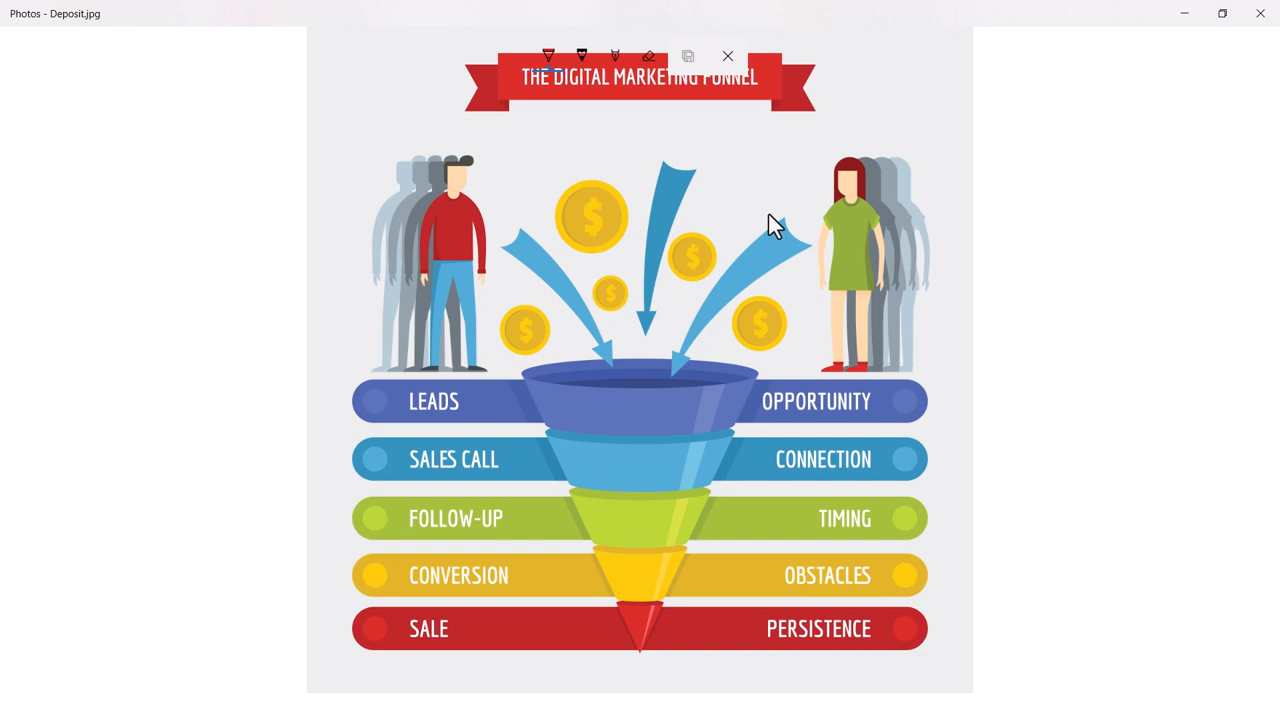 Photos - Deposit.jpg
THE DIGITAL MARKETING FUNNEL
$
$
$
$
$
LEADS
OPPORTUNITY
SALES CALL
CONNECTION
FOLLOW-UP
TIMING
CONVERSION
OBSTACLES
SALE
PERSISTENCE